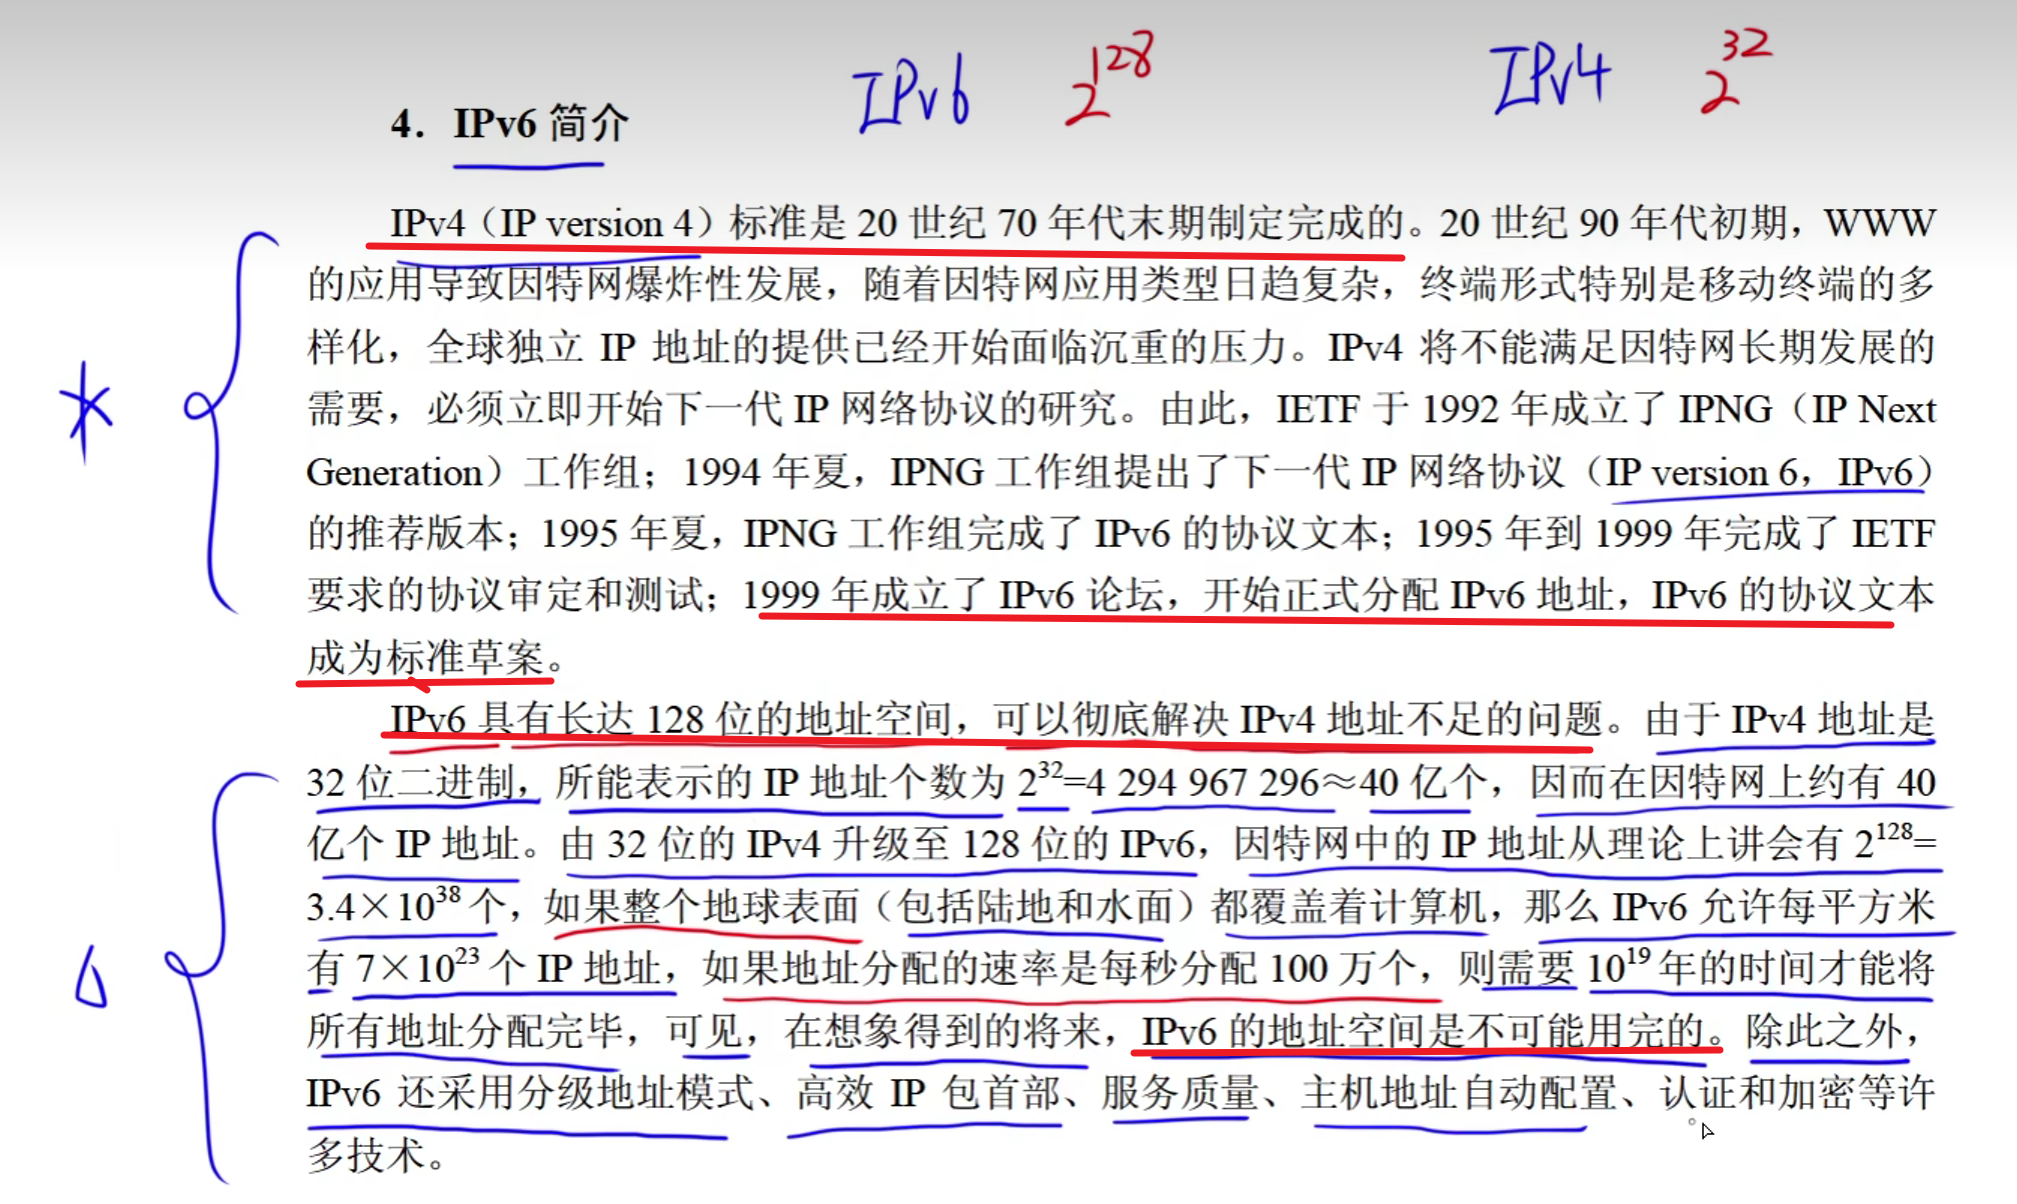 IPv6 2^128 IPv4 2^32
4. IPv6 简介
IPv4（IP version 4）标准是 20 世纪 70 年代末期制定完成的。20 世纪 90 年代初期，WWW
的应用导致因特网爆炸性发展，随着因特网应用类型日趋复杂，终端形式特别是移动终端的多
样化，全球独立 IP 地址的提供已经开始面临沉重的压力。IPv4 将不能满足因特网长期发展的
需要，必须立即开始下一代 IP 网络协议的研究。由此，IETF 于 1992 年成立了 IPNG（IP Next
Generation）工作组；1994 年夏，IPNG 工作组提出了下一代 IP 网络协议（IP version 6，IPv6）
的推荐版本；1995 年夏，IPNG 工作组完成了 IPv6 的协议文本；1995 年到 1999 年完成了 IETF
要求的协议审定和测试；1999 年成立了 IPv6 论坛，开始正式分配 IPv6 地址，IPv6 的协议文本
成为标准草案。
IPv6 具有长达 128 位的地址空间，可以彻底解决 IPv4 地址不足的问题。由于 IPv4 地址是
32 位二进制，所能表示的 IP 地址个数为 2^32=4 294 967 296≈40 亿个，因而在因特网上约有 40
亿个 IP 地址。由 32 位的 IPv4 升级至 128 位的 IPv6，因特网中的 IP 地址从理论上讲会有 2^128=
3.4×10^38 个，如果整个地球表面（包括陆地和水面）都覆盖着计算机，那么 IPv6 允许每平方米
有 7×10^23 个 IP 地址，如果地址分配的速率是每秒分配 100 万个，则需要 10^19 年的时间才能将
所有地址分配完毕，可见，在想象得到的将来，IPv6 的地址空间是不可能用完的。除此之外，
IPv6 还采用分级地址模式、高效 IP 包首部、服务质量、主机地址自动配置、认证和加密等许
多技术。